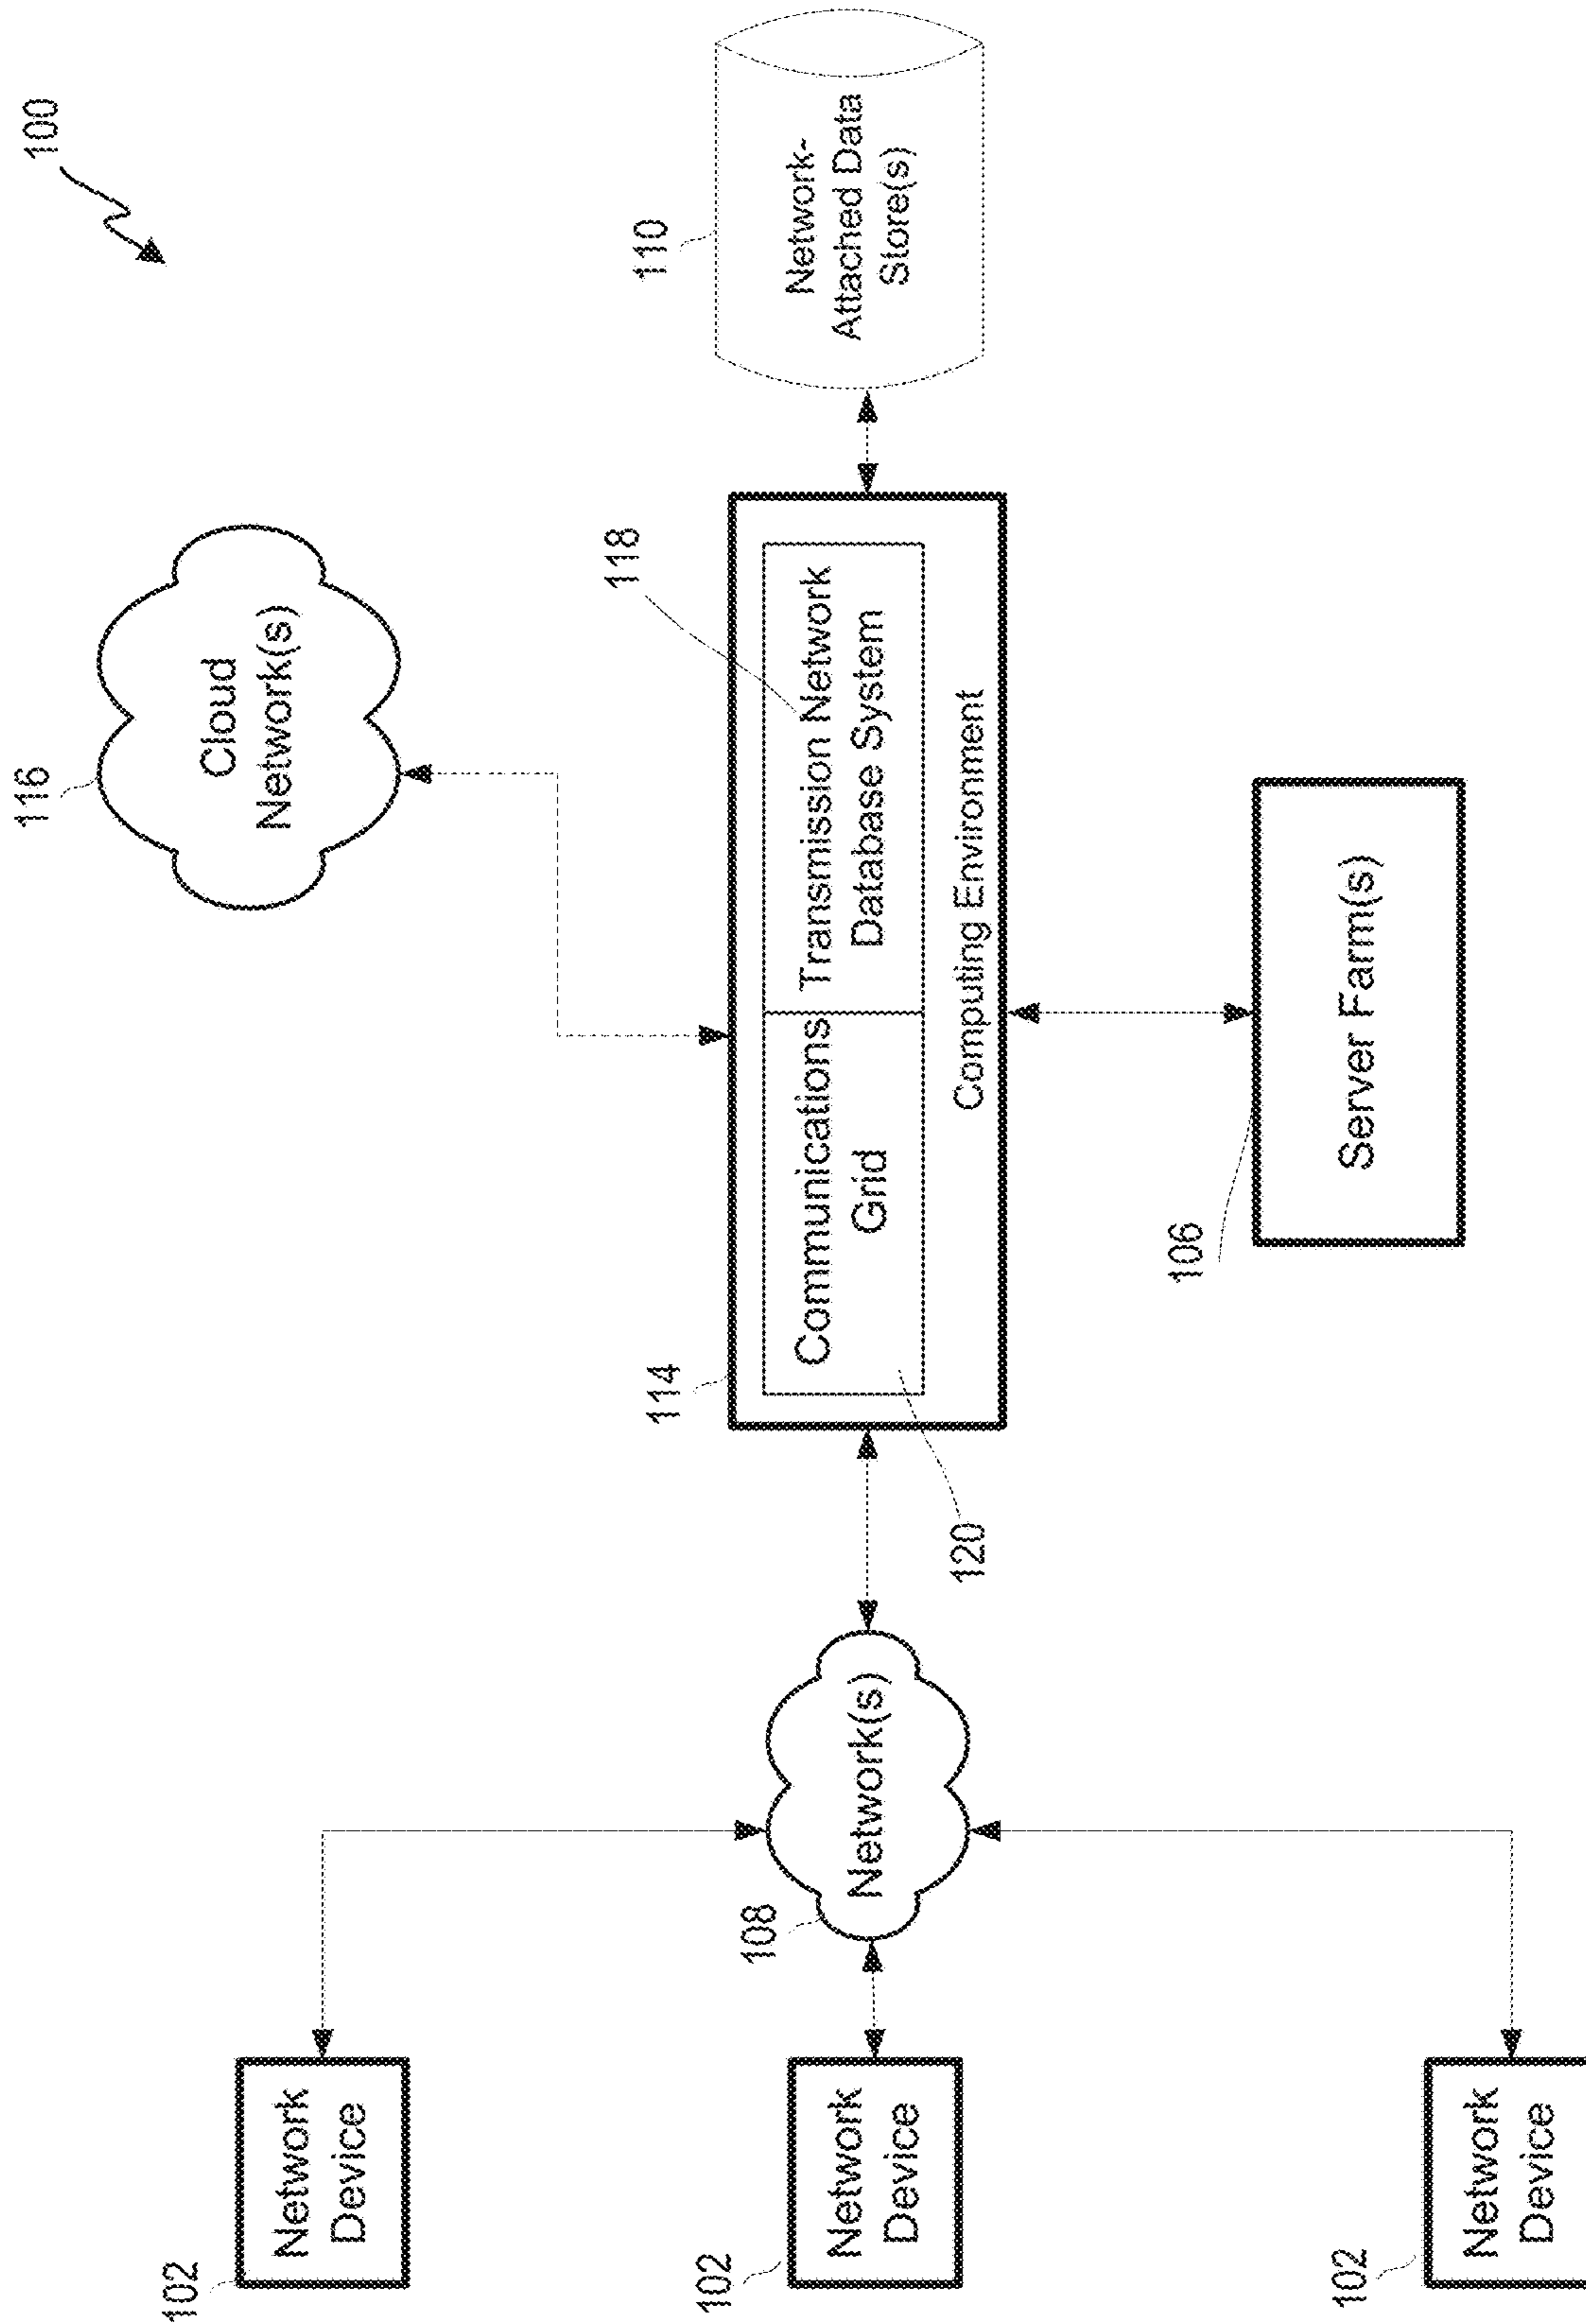 100
116
Cloud
Network(s)
110
Network-
Attached Data
Store(s)
118
114
Communications
Grid
Transmission Network
Database System
Computing Environment
120
106
Server Farm(s)
108
Network(s)
102
Network
Device
102
Network
Device
102
Network
Device